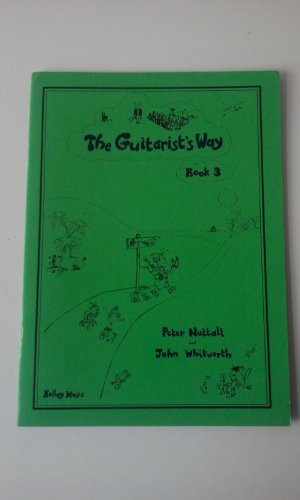 The Guitarist's Way
Book 3
Peter Nuttall
and
John Whitworth
Holley Music